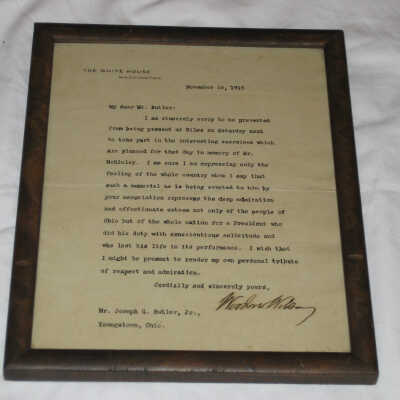 THE WHITE HOUSE
WASHINGTON
November 16, 1915
My dear Mr. Butler:
I am sincerely sorry to be prevented
from being present at Niles on Saturday next
to take part in the interesting exercises which
are planned for that day in memory of Mr.
McKinley. I am sure I am expressing only the
feeling of the whole country when I say that
such a memorial as is being erected to him by
your association represents the deep admiration
and affectionate esteem not only of the people of
Ohio but of the whole nation for a President who
did his duty with conscientious solicitude and
who lost his life in its performance. I wish that
I might be present to render my own personal tribute
of respect and admiration.
Cordially and sincerely yours,
Woodrow Wilson
Mr. Joseph G. Butler, Jr.,
Youngstown, Ohio.